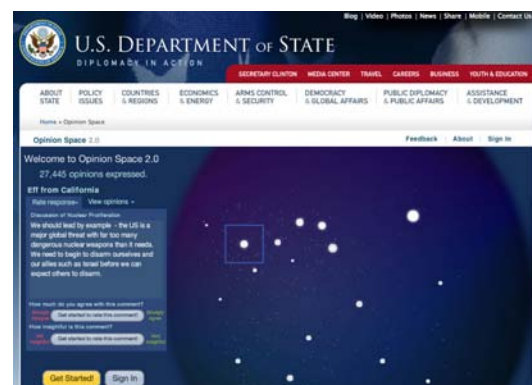 Blog | Video | Photos | News | Share | Mobile | Contact Us
U.S. DEPARTMENT OF STATE
DIPLOMACY IN ACTION
SECRETARY CLINTON MEDIA CENTER TRAVEL CAREERS BUSINESS YOUTH & EDUCATION
ABOUT STATE
POLICY ISSUES
COUNTRIES & REGIONS
ECONOMICS & ENERGY
ARMS CONTROL & SECURITY
DEMOCRACY & GLOBAL AFFAIRS
PUBLIC DIPLOMACY & PUBLIC AFFAIRS
ASSISTANCE & DEVELOPMENT
Home » Opinion Space
Opinion Space 2.0
Feedback | About | Sign In
Welcome to Opinion Space 2.0
27,445 opinions expressed.
Eff from California
Rate response
View opinions
Discussion of Nuclear Proliferation
We should lead by example - the US is a
major global threat with far too many
dangerous nuclear weapons than it needs.
We need to begin to disarm ourselves and
our allies such as Israel before we can
expect others to disarm.
How much do you agree with this comment?
Get started to rate this comment!
How insightful is this comment?
Get started to rate this comment!
Get Started!
Sign In